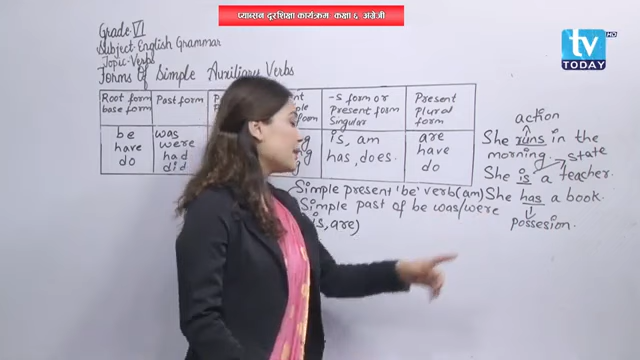 प्याब्सन दूरशिक्षा कार्यक्रम कक्षा ६ अंग्रेजी
tv HD
TODAY
Grade VI
Subject-English Grammar
Topic-Verbs
Forms Of Simple Auxiliary Verbs
Root form base form
Past form
-s form or Present form Singular
Present Plural form
be
have
do
was
were
had
did
is, am
has, does.
are
have
do
Simple present 'be' verb (am)
Simple past of be was/were
is, are)
action
She runs in the
morning. state
She is a teacher.
She has a book.
possesion.